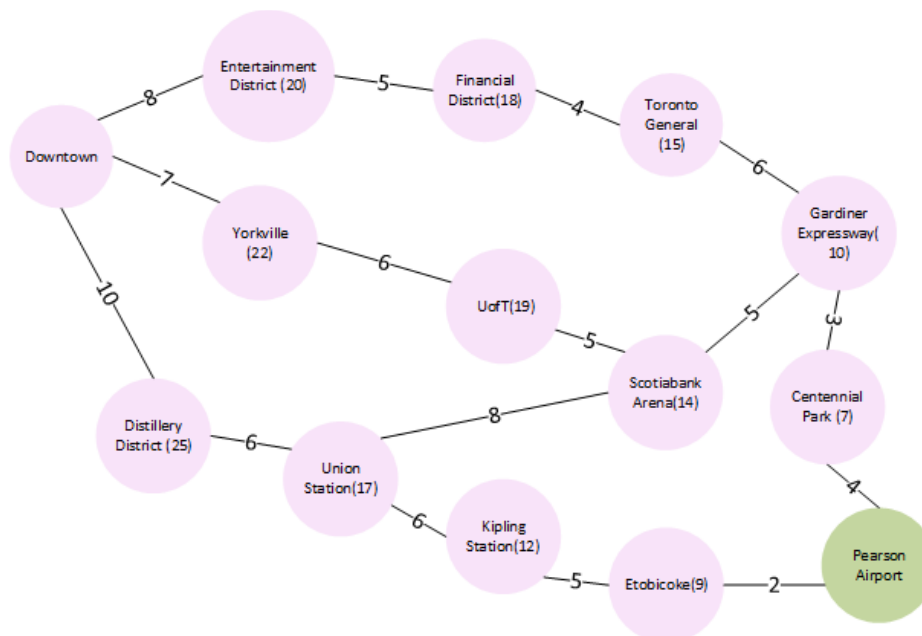 Entertainment
District (20)
Financial
District(18)
Toronto
General
(15)
Downtown
Gardiner
Expressway(
10)
Yorkville
(22)
UofT(19)
Scotiabank
Arena(14)
Centennial
Park (7)
Distillery
District (25)
Union
Station(17)
Kipling
Station(12)
Etobicoke(9)
Pearson
Airport
8
5
4
6
7
6
5
5
3
10
6
8
6
5
2
4